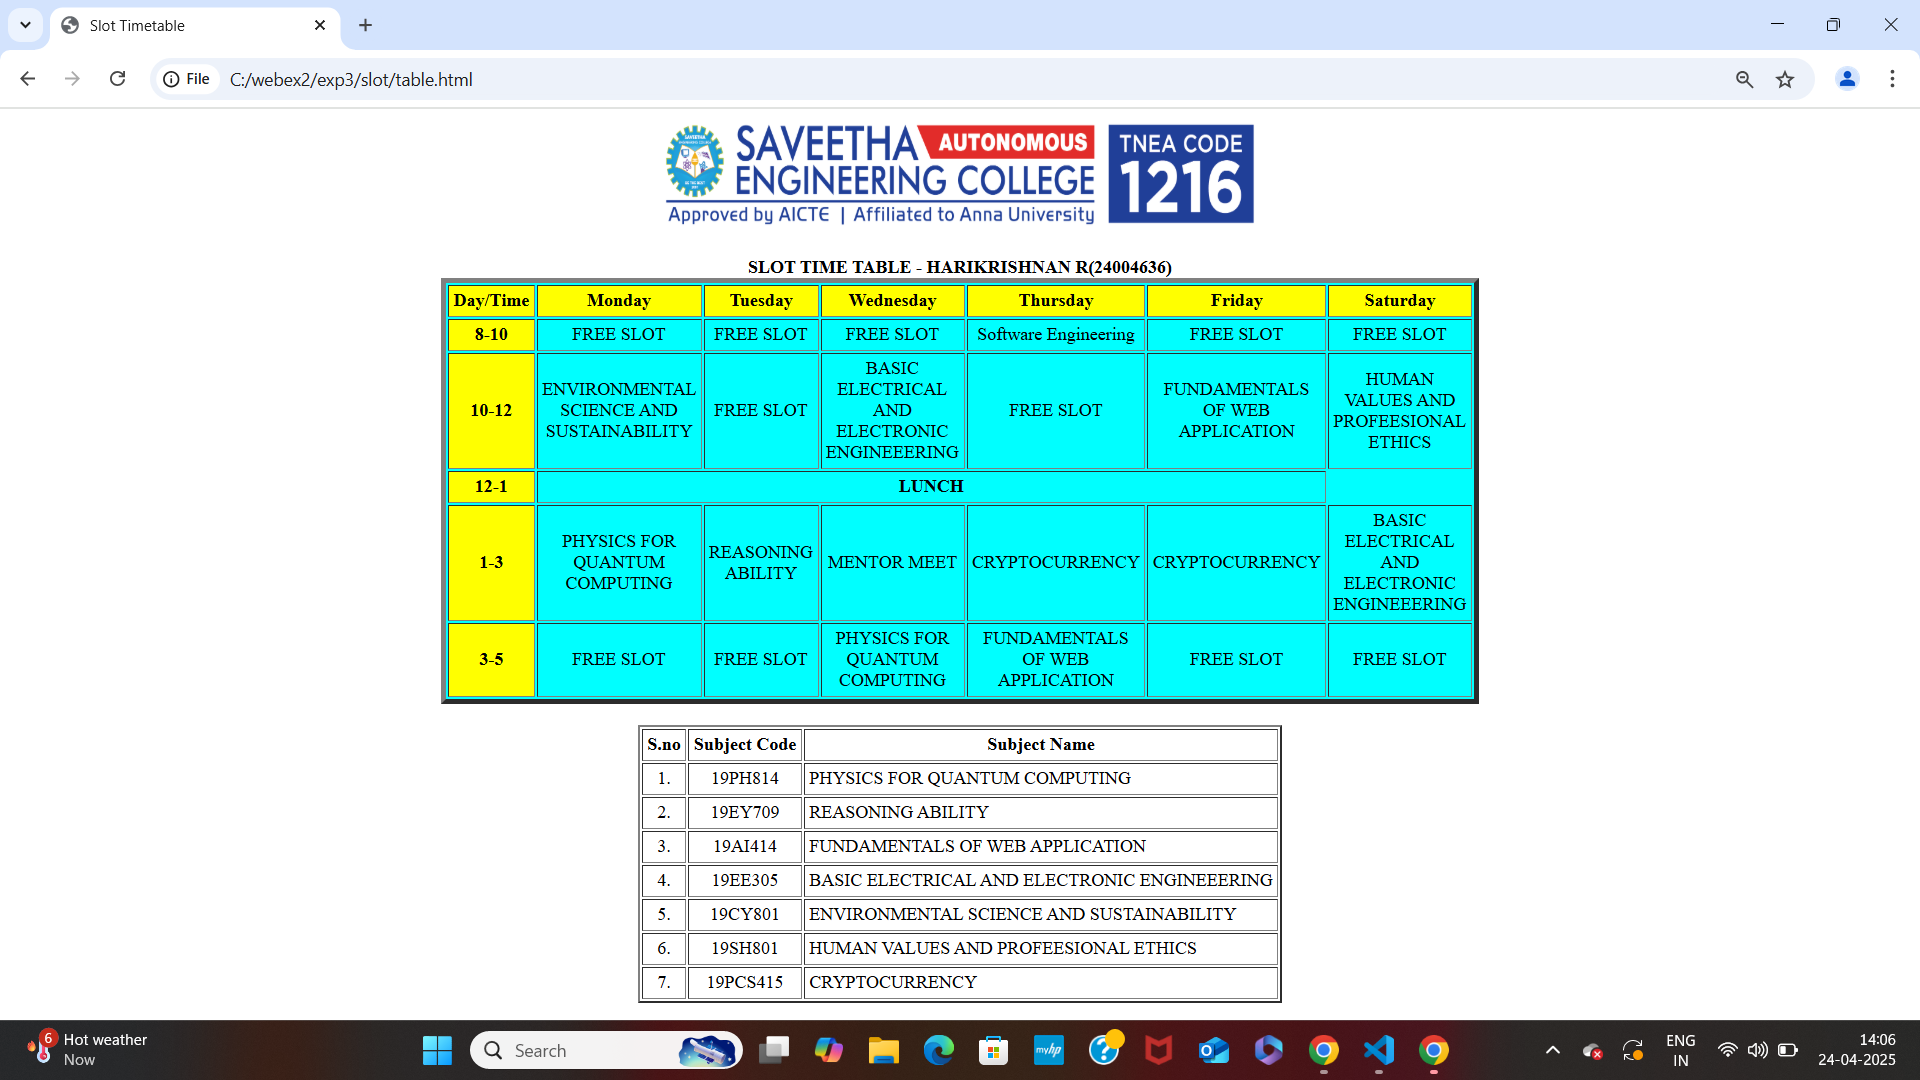 Slot Timetable
File
C:/webex2/exp3/slot/table.html
SAVEETHA AUTONOMOUS
ENGINEERING COLLEGE
Approved by AICTE | Affiliated to Anna University
TNEA CODE
1216
SLOT TIME TABLE - HARIKRISHNAN R(24004636)
Day/Time Monday Tuesday Wednesday Thursday Friday Saturday
8-10 FREE SLOT FREE SLOT FREE SLOT Software Engineering FREE SLOT FREE SLOT
10-12
ENVIRONMENTAL
SCIENCE AND
SUSTAINABILITY
FREE SLOT
BASIC
ELECTRICAL
AND
ELECTRONIC
ENGINEEERING
FREE SLOT
FUNDAMENTALS
OF WEB
APPLICATION
HUMAN
VALUES AND
PROFEESIONAL
ETHICS
12-1 LUNCH
1-3
PHYSICS FOR
QUANTUM
COMPUTING
REASONING
ABILITY
MENTOR MEET
CRYPTOCURRENCY
CRYPTOCURRENCY
BASIC
ELECTRICAL
AND
ELECTRONIC
ENGINEEERING
3-5
FREE SLOT
FREE SLOT
PHYSICS FOR
QUANTUM
COMPUTING
FUNDAMENTALS
OF WEB
APPLICATION
FREE SLOT
FREE SLOT
S.no Subject Code Subject Name
1. 19PH814 PHYSICS FOR QUANTUM COMPUTING
2. 19EY709 REASONING ABILITY
3. 19AI414 FUNDAMENTALS OF WEB APPLICATION
4. 19EE305 BASIC ELECTRICAL AND ELECTRONIC ENGINEEERING
5. 19CY801 ENVIRONMENTAL SCIENCE AND SUSTAINABILITY
6. 19SH801 HUMAN VALUES AND PROFEESIONAL ETHICS
7. 19PCS415 CRYPTOCURRENCY
6
Hot weather
Now
Search
myhp
ENG
IN
14:06
24-04-2025